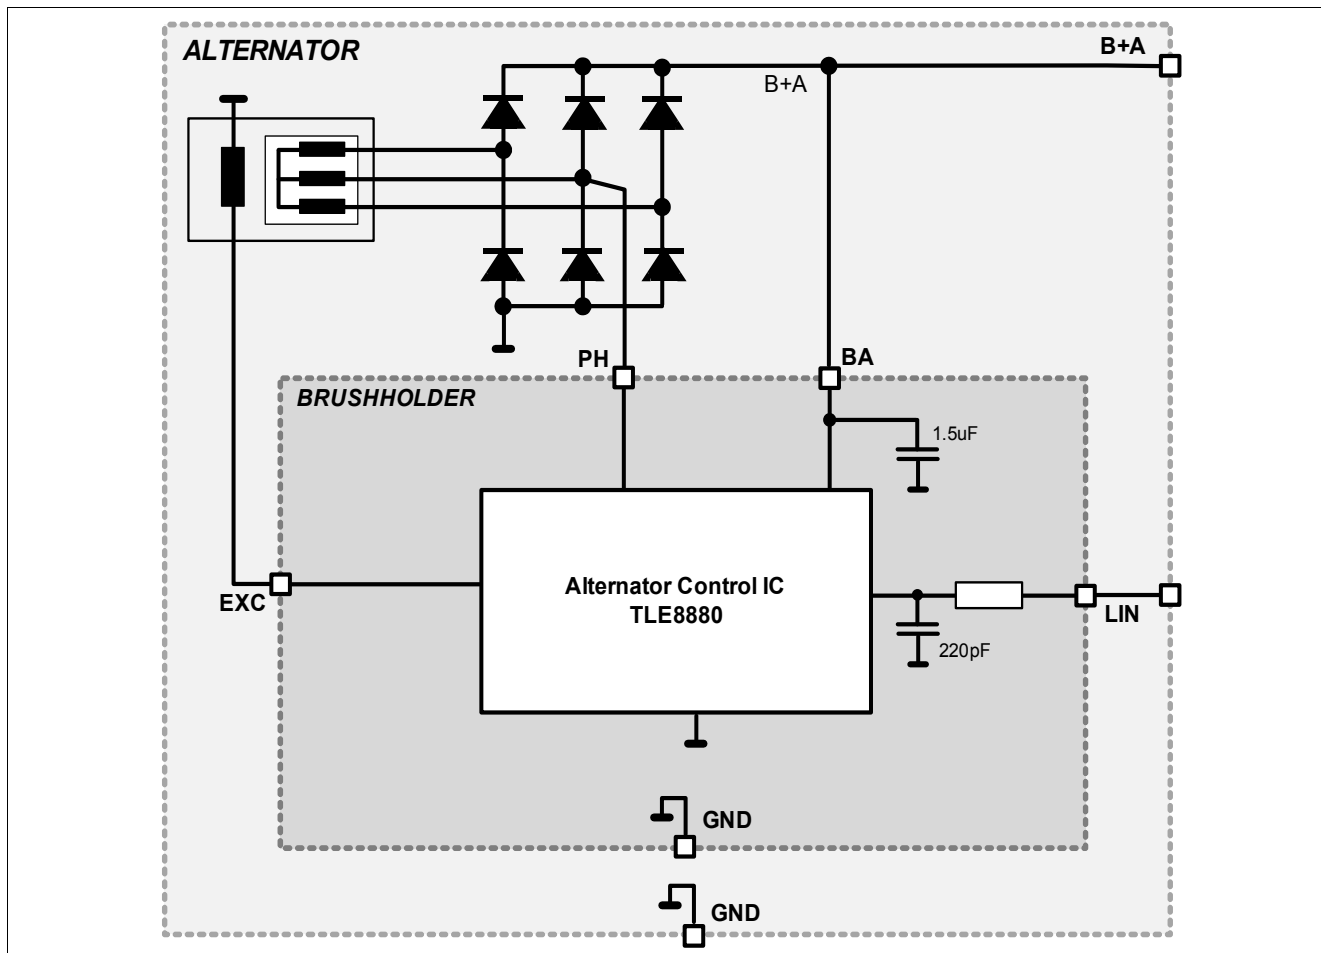 ALTERNATOR
B+A
B+A
PH
BA
BRUSHHOLDER
1.5uF
Alternator Control IC
TLE8880
EXC
LIN
220pF
GND
GND